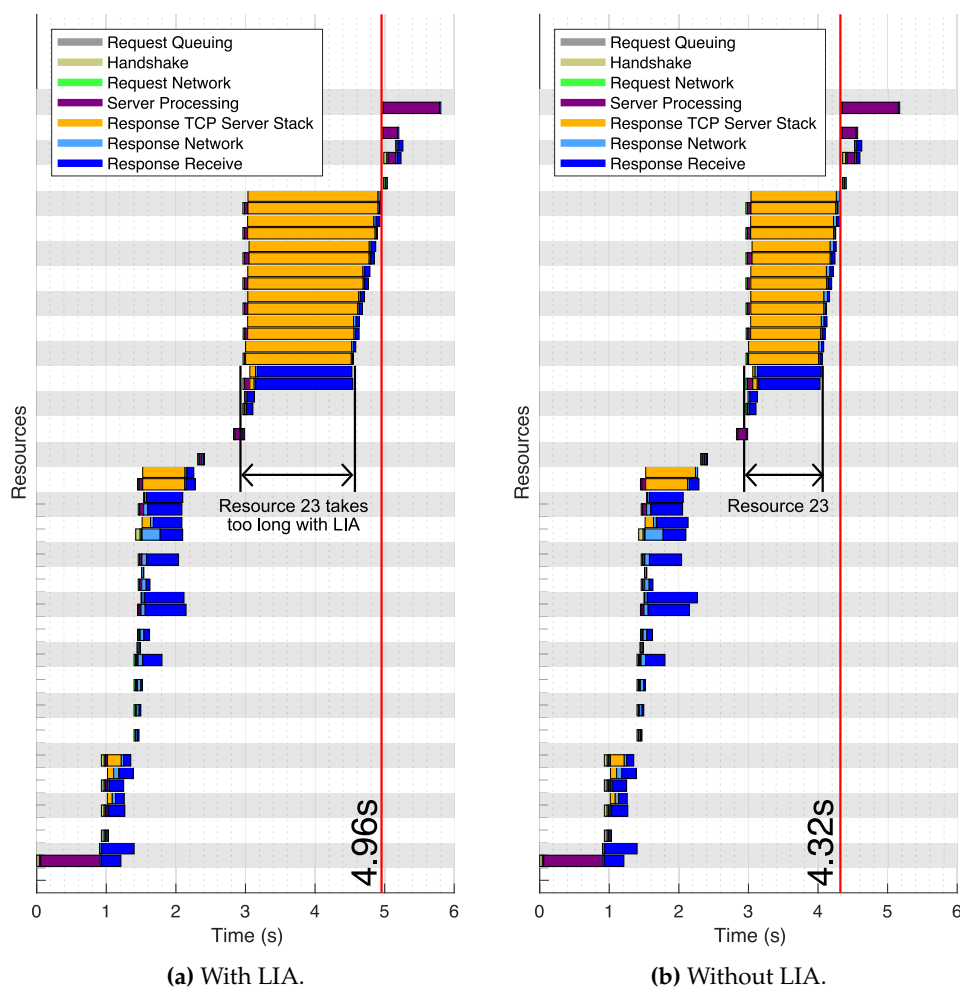 Request Queuing
Handshake
Request Network
Server Processing
Response TCP Server Stack
Response Network
Response Receive
Resources
Resource 23 takes
too long with LIA
4.96s
0 1 2 3 4 5 6
Time (s)
(a) With LIA.
Request Queuing
Handshake
Request Network
Server Processing
Response TCP Server Stack
Response Network
Response Receive
Resources
Resource 23
4.32s
0 1 2 3 4 5 6
Time (s)
(b) Without LIA.